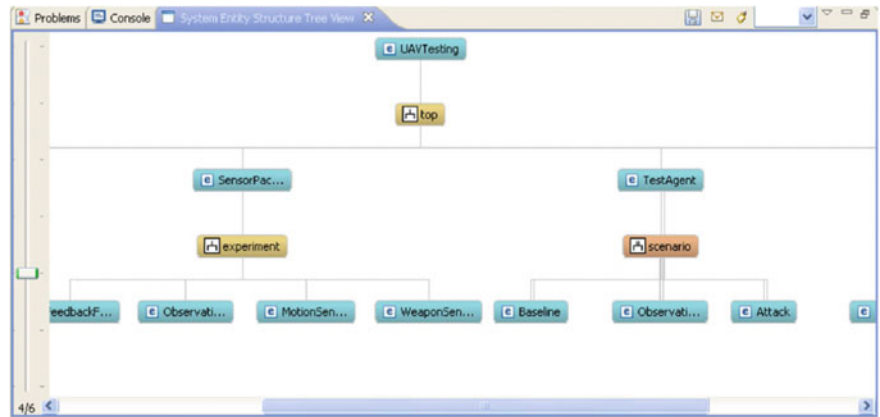 Problems Console System Entity Structure Tree View
e UAVTesting
top
e SensorPac... e TestAgent
experiment scenario
eedbackF... e Observati... e MotionSen... e WeaponSen... e Baseline e Observati... e Attack e
4/6